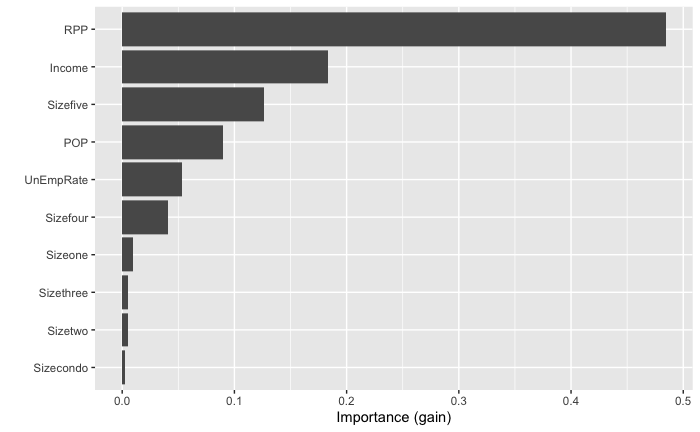 RPP
Income
Sizefive
POP
UnEmpRate
Sizefour
Sizeone
Sizethree
Sizetwo
Sizecondo
0.0 0.1 0.2 0.3 0.4 0.5
Importance (gain)